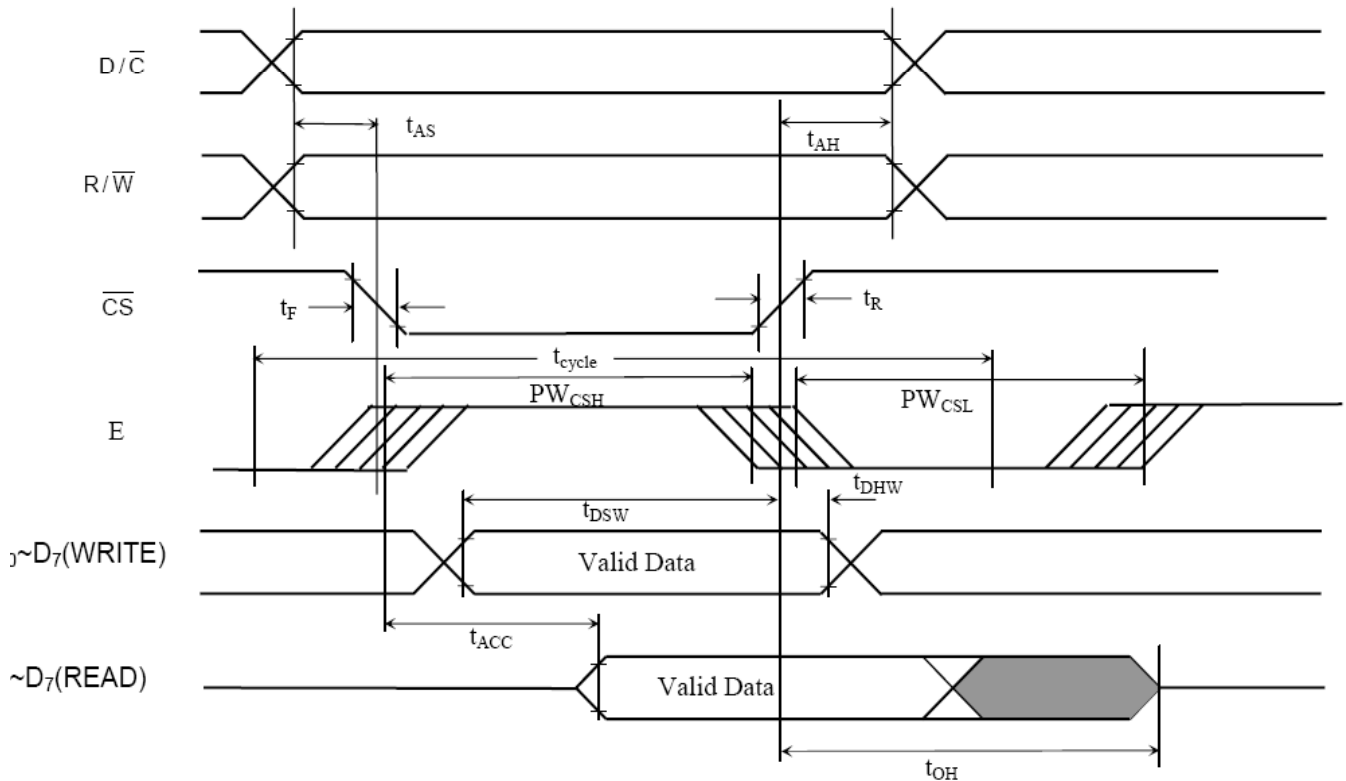 D/C̅
t_AS
t_AH
R/W̅
C̅S̅
t_F
t_R
t_cycle
PW_CSH
PW_CSL
E
t_DHW
t_DSW
₀~D₇(WRITE)
Valid Data
t_ACC
~D₇(READ)
Valid Data
t_OH